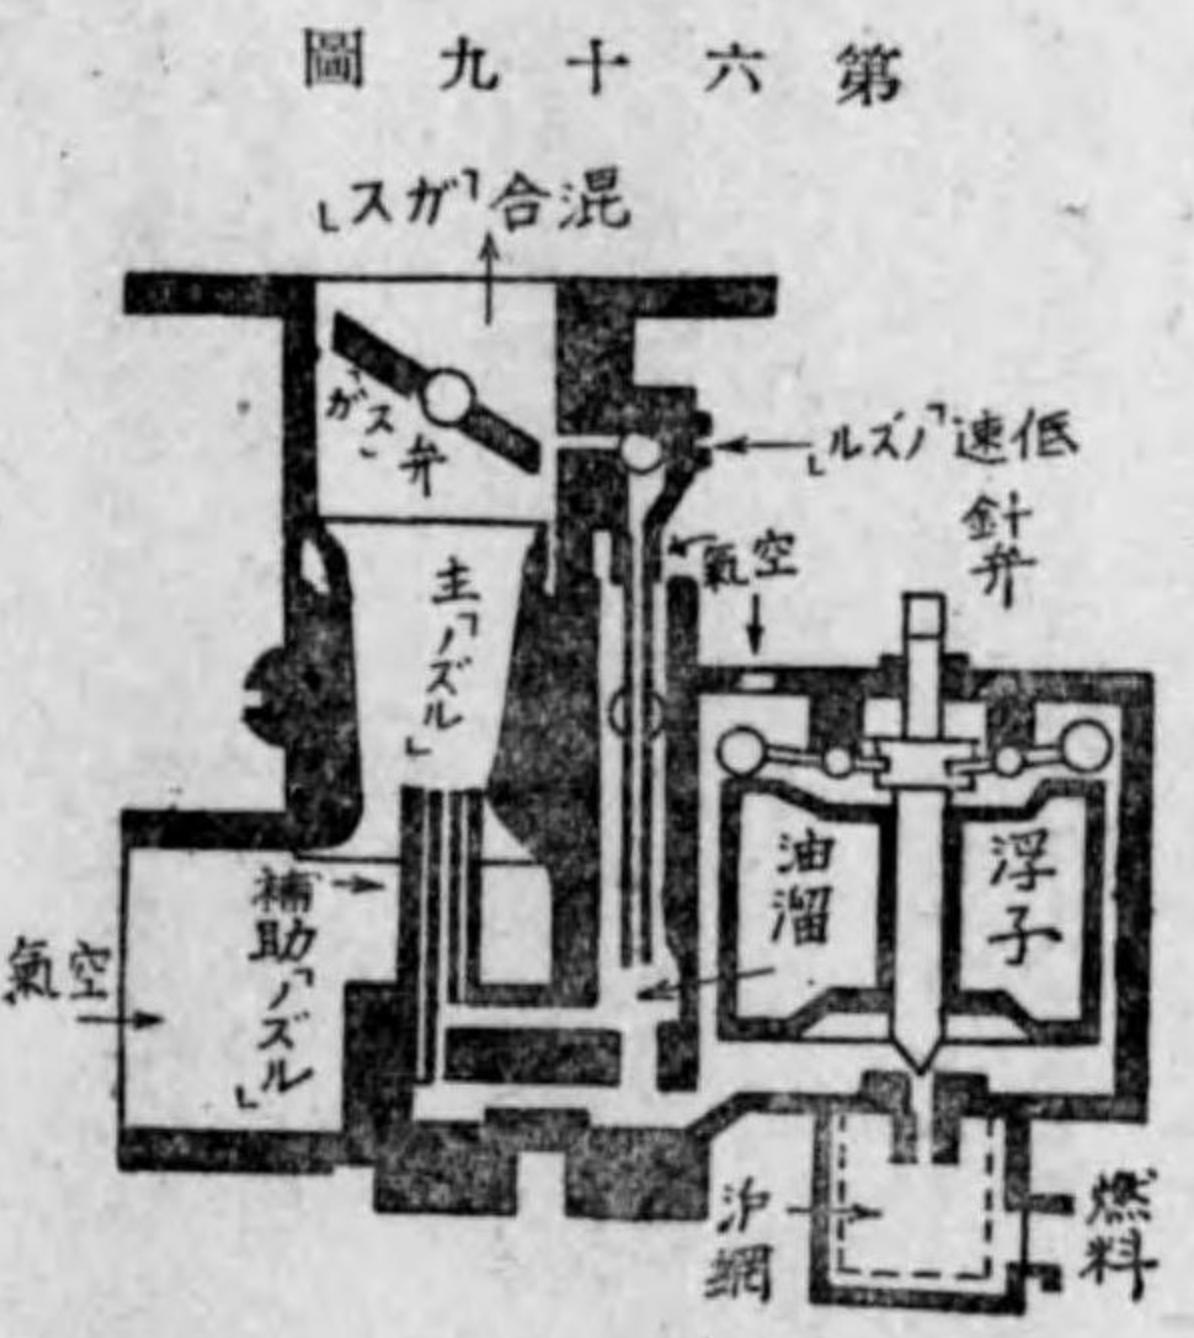 第六十九圖
混合「ガス」
「ガス」弁
低速「ノズル」
針弁
空氣
主「ノズル」
油溜
浮子
補助「ノズル」
空氣
沪網
燃料